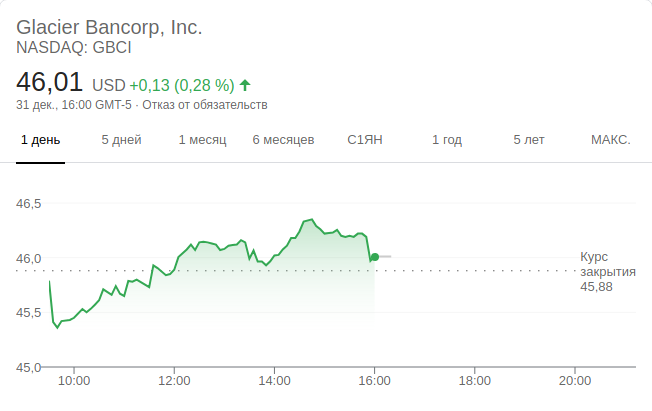 Glacier Bancorp, Inc.
NASDAQ: GBCI
46,01 USD +0,13 (0,28 %)
31 дек., 16:00 GMT-5 · Отказ от обязательств
1 день 5 дней 1 месяц 6 месяцев С1ЯН 1 год 5 лет МАКС.
46,5
46,0
45,5
45,0
Курс
закрытия
45,88
10:00 12:00 14:00 16:00 18:00 20:00